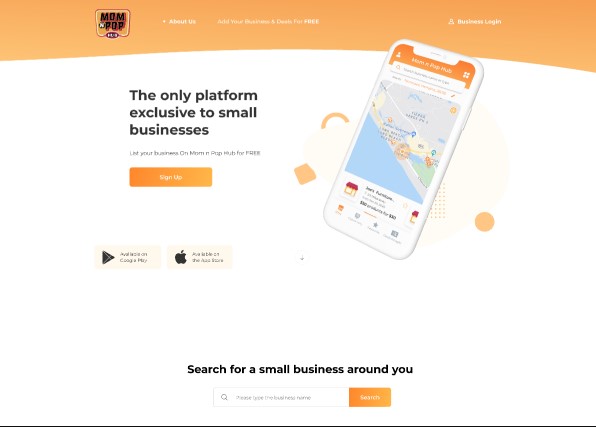 MOM
N POP
HUB
About Us
Add Your Business & Deals For FREE
Business Login
The only platform
exclusive to small
businesses
List your business On Mom n Pop Hub for FREE
Sign Up
Mom n Pop Hub
Available on
Google Play
Available on
the App Store
Search for a small business around you
Please type the business name
Search